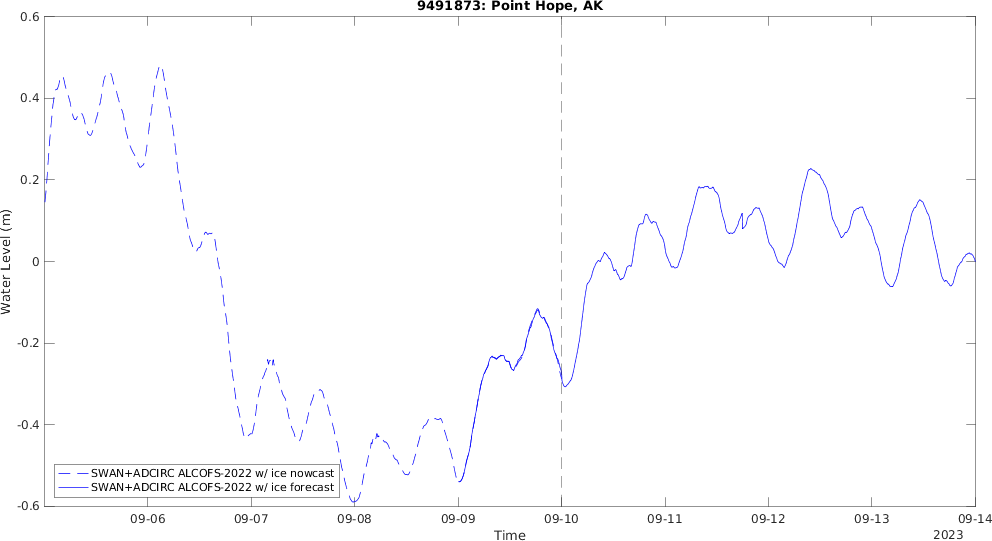 9491873: Point Hope, AK
0.6
0.4
0.2
0
-0.2
-0.4
-0.6
Water Level (m)
SWAN+ADCIRC ALCOFS-2022 w/ ice nowcast
SWAN+ADCIRC ALCOFS-2022 w/ ice forecast
09-06 09-07 09-08 09-09 09-10 09-11 09-12 09-13 09-14
Time
2023